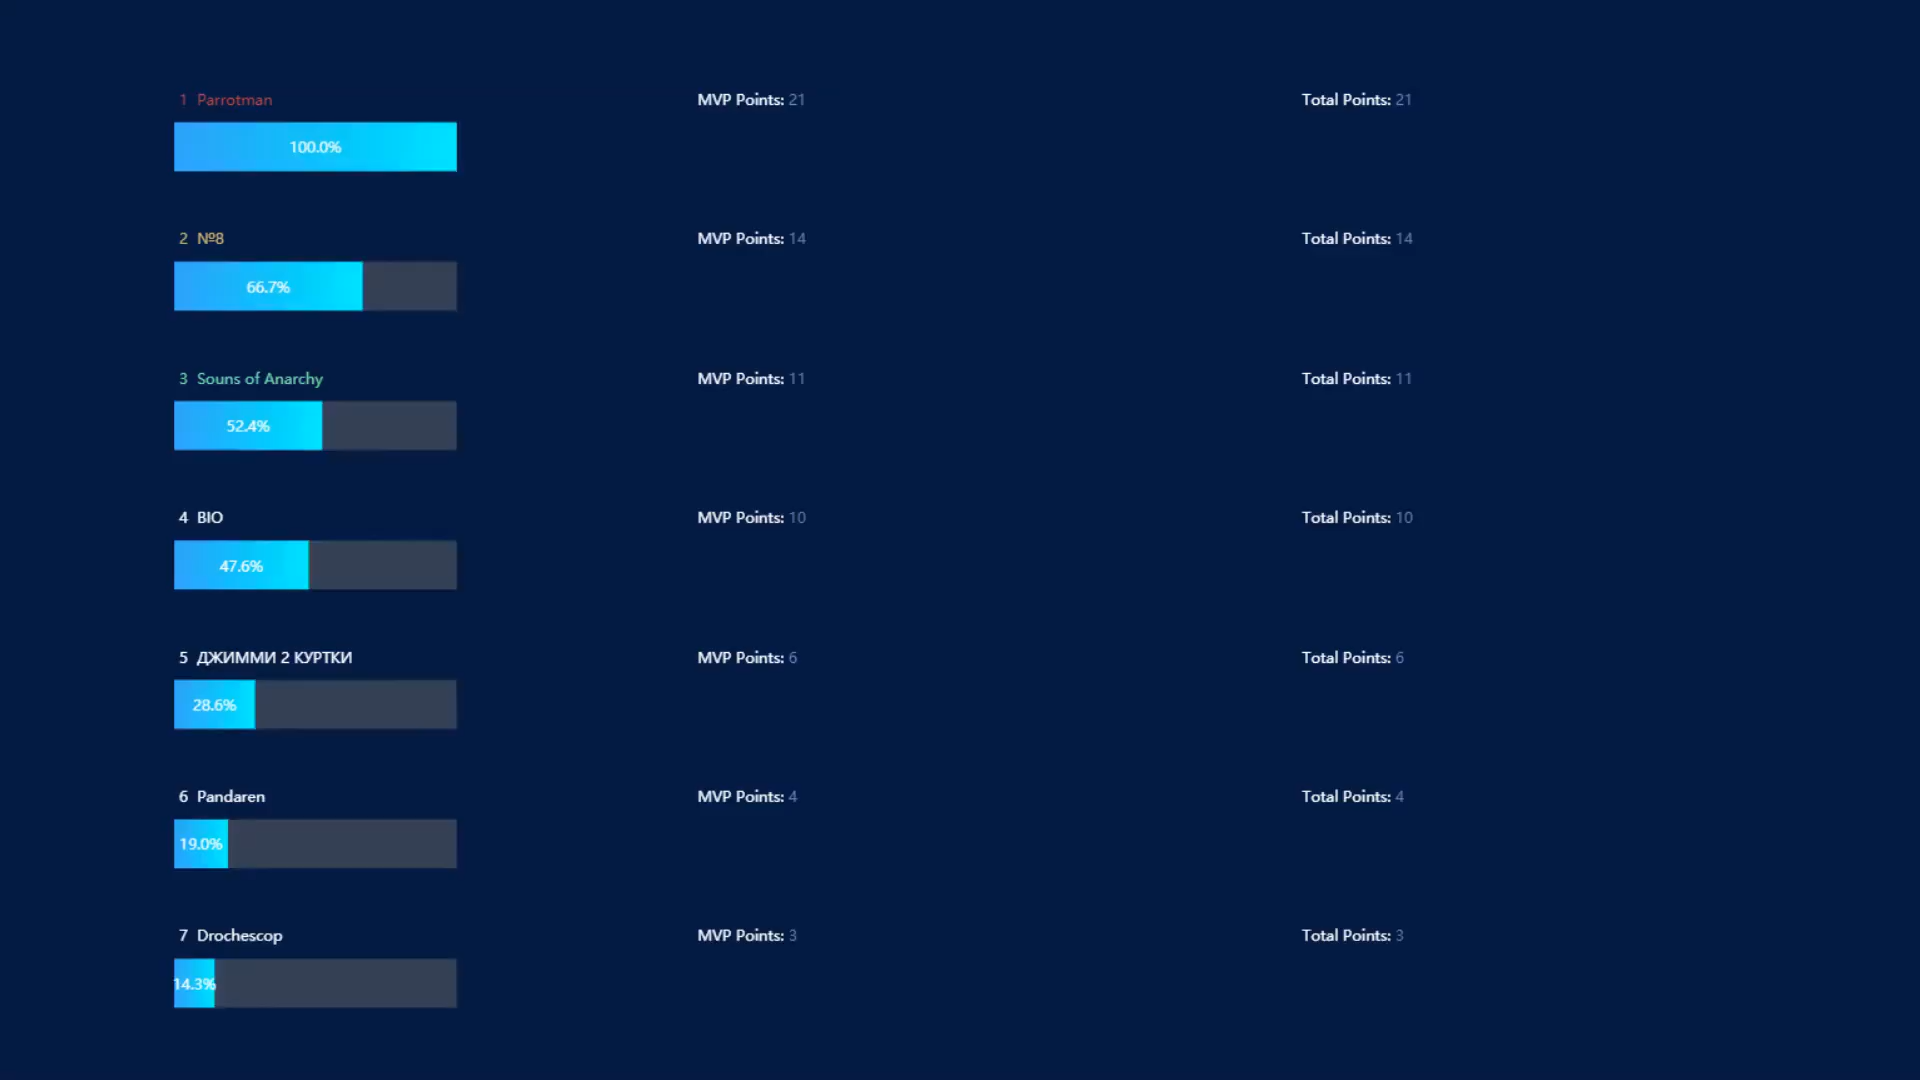 1 Parrotman MVP Points: 21 Total Points: 21
100.0%
2 №8 MVP Points: 14 Total Points: 14
66.7%
3 Souns of Anarchy MVP Points: 11 Total Points: 11
52.4%
4 BIO MVP Points: 10 Total Points: 10
47.6%
5 ДЖИММИ 2 КУРТКИ MVP Points: 6 Total Points: 6
28.6%
6 Pandaren MVP Points: 4 Total Points: 4
19.0%
7 Drochescop MVP Points: 3 Total Points: 3
14.3%